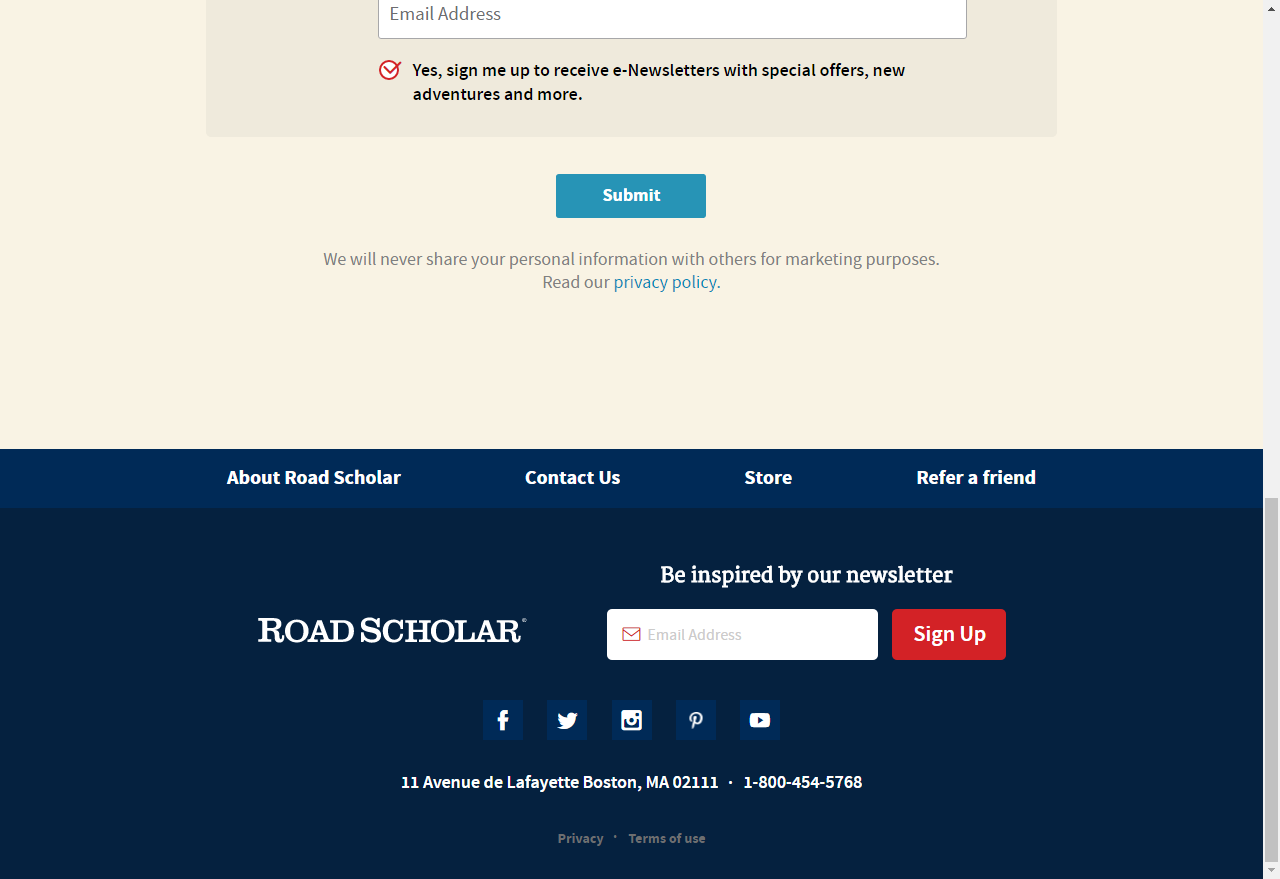 Email Address
Yes, sign me up to receive e-Newsletters with special offers, new
adventures and more.
Submit
We will never share your personal information with others for marketing purposes.
Read our privacy policy.
About Road Scholar
Contact Us
Store
Refer a friend
Be inspired by our newsletter
ROAD SCHOLAR®
Email Address
Sign Up
11 Avenue de Lafayette Boston, MA 02111 · 1-800-454-5768
Privacy · Terms of use